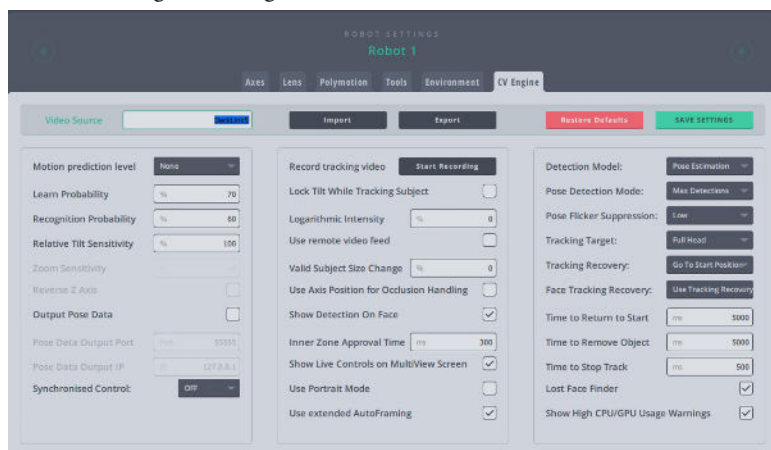 ROBOT SETTINGS
Robot 1
Axes Lens Polymotion Tools Environment CV Engine
Video Source DeckLink5 Import Export Restore Defaults SAVE SETTINGS
Motion prediction level None
Learn Probability % 70
Recognition Probability % 60
Relative Tilt Sensitivity % 100
Zoom Sensitivity
Reverse Z Axis
Output Pose Data
Pose Data Output Port Port 55555
Pose Data Output IP IP 127.0.0.1
Synchronised Control: OFF
Record tracking video Start Recording
Lock Tilt While Tracking Subject
Logarithmic Intensity % 0
Use remote video feed
Valid Subject Size Change % 0
Use Axis Position for Occlusion Handling
Show Detection On Face
Inner Zone Approval Time ms 300
Show Live Controls on MultiView Screen
Use Portrait Mode
Use extended AutoFraming
Detection Model: Pose Estimation
Pose Detection Mode: Max Detections
Pose Flicker Suppression: Low
Tracking Target: Full Head
Tracking Recovery: Go To Start Position
Face Tracking Recovery: Use Tracking Recovery
Time to Return to Start ms 5000
Time to Remove Object ms 5000
Time to Stop Track ms 500
Lost Face Finder
Show High CPU/GPU Usage Warnings